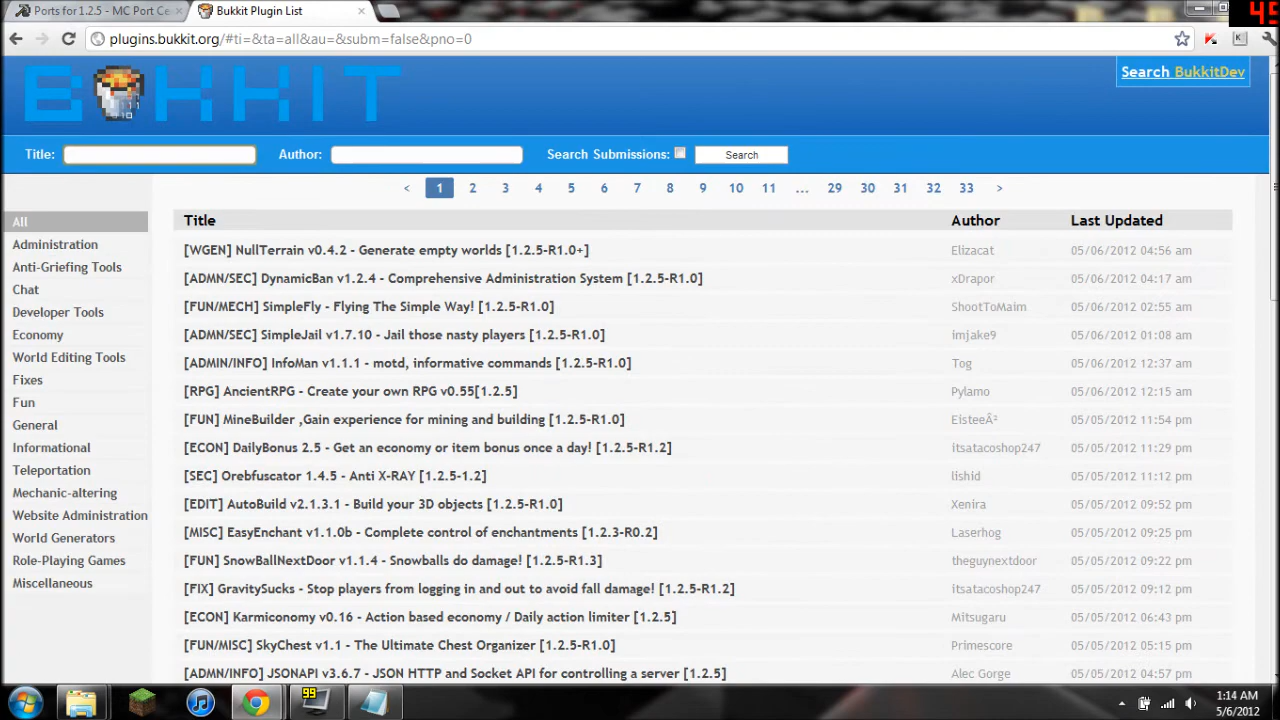 Ports for 1.2.5 - MC Port Ce
Bukkit Plugin List
45
plugins.bukkit.org/#ti=&ta=all&au=&subm=false&pno=0
BUKKIT
Search BukkitDev
Title:
Author:
Search Submissions:
Search
< 1 2 3 4 5 6 7 8 9 10 11 ... 29 30 31 32 33 >
All
Administration
Anti-Griefing Tools
Chat
Developer Tools
Economy
World Editing Tools
Fixes
Fun
General
Informational
Teleportation
Mechanic-altering
Website Administration
World Generators
Role-Playing Games
Miscellaneous
Title Author Last Updated
[WGEN] NullTerrain v0.4.2 - Generate empty worlds [1.2.5-R1.0+] Elizacat 05/06/2012 04:56 am
[ADMN/SEC] DynamicBan v1.2.4 - Comprehensive Administration System [1.2.5-R1.0] xDrapor 05/06/2012 04:17 am
[FUN/MECH] SimpleFly - Flying The Simple Way! [1.2.5-R1.0] ShootToMaim 05/06/2012 02:55 am
[ADMN/SEC] SimpleJail v1.7.10 - Jail those nasty players [1.2.5-R1.0] imjake9 05/06/2012 01:08 am
[ADMIN/INFO] InfoMan v1.1.1 - motd, informative commands [1.2.5-R1.0] Tog 05/06/2012 12:37 am
[RPG] AncientRPG - Create your own RPG v0.55[1.2.5] Pylamo 05/06/2012 12:15 am
[FUN] MineBuilder ,Gain experience for mining and building [1.2.5-R1.0] EisteeÂ² 05/05/2012 11:54 pm
[ECON] DailyBonus 2.5 - Get an economy or item bonus once a day! [1.2.5-R1.2] itsatacoshop247 05/05/2012 11:29 pm
[SEC] Orebfuscator 1.4.5 - Anti X-RAY [1.2.5-1.2] lishid 05/05/2012 11:12 pm
[EDIT] AutoBuild v2.1.3.1 - Build your 3D objects [1.2.5-R1.0] Xenira 05/05/2012 09:52 pm
[MISC] EasyEnchant v1.1.0b - Complete control of enchantments [1.2.3-R0.2] Laserhog 05/05/2012 09:32 pm
[FUN] SnowBallNextDoor v1.1.4 - Snowballs do damage! [1.2.5-R1.3] theguynextdoor 05/05/2012 09:22 pm
[FIX] GravitySucks - Stop players from logging in and out to avoid fall damage! [1.2.5-R1.2] itsatacoshop247 05/05/2012 09:12 pm
[ECON] Karmiconomy v0.16 - Action based economy / Daily action limiter [1.2.5] Mitsugaru 05/05/2012 06:43 pm
[FUN/MISC] SkyChest v1.1 - The Ultimate Chest Organizer [1.2.5-R1.0] Primescore 05/05/2012 05:15 pm
[ADMN/INFO] JSONAPI v3.6.7 - JSON HTTP and Socket API for controlling a server [1.2.5] Alec Gorge 05/05/2012 04:58 pm
99
1:14 AM
5/6/2012